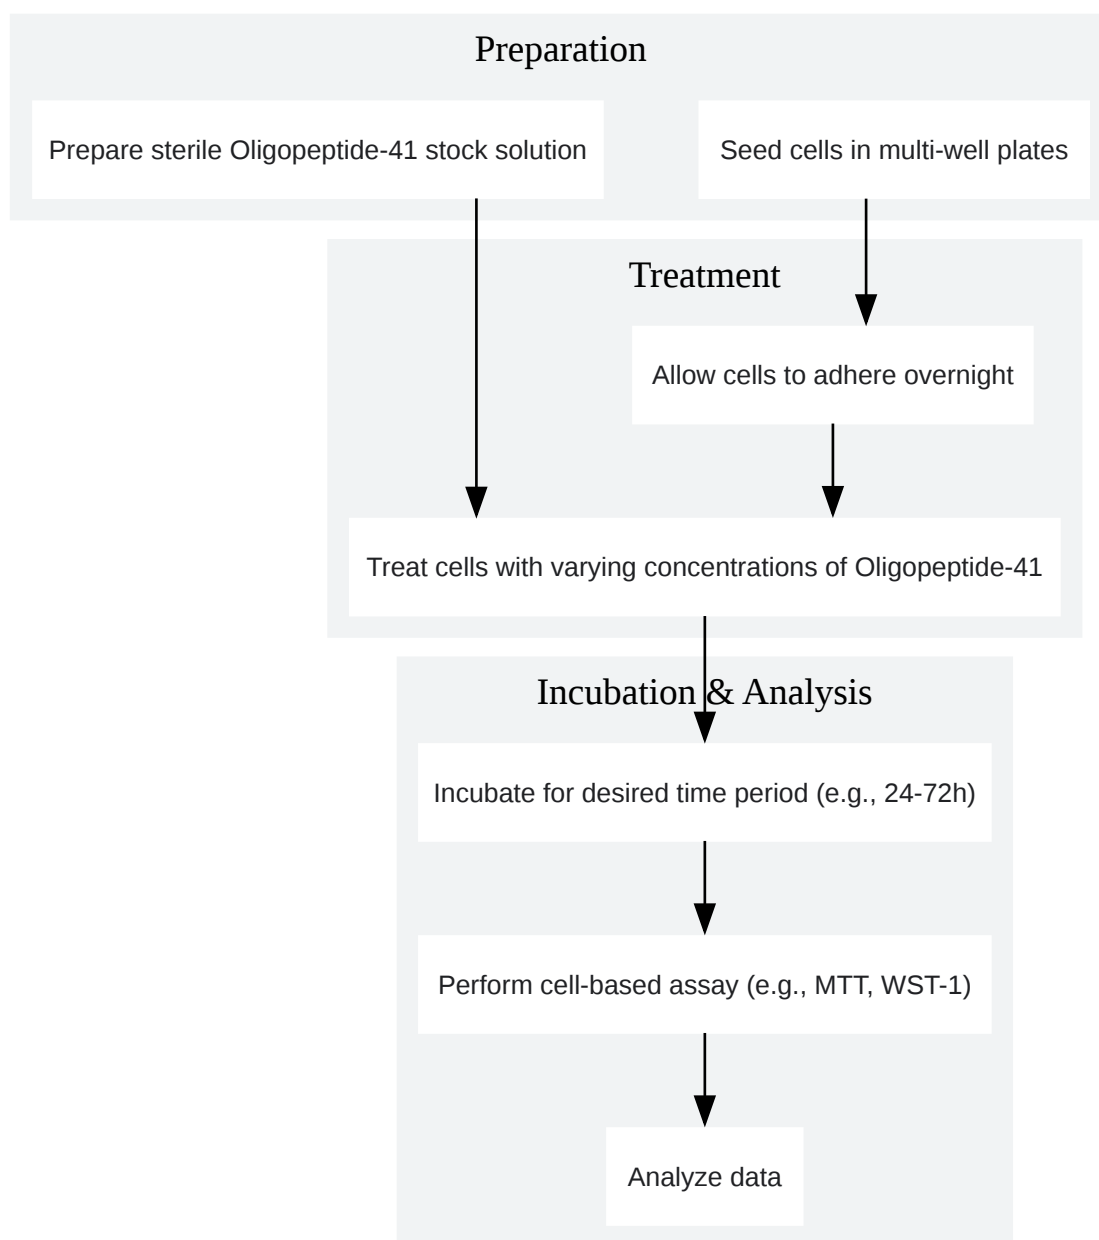 Preparation
Prepare sterile Oligopeptide-41 stock solution
Seed cells in multi-well plates
Treatment
Allow cells to adhere overnight
Treat cells with varying concentrations of Oligopeptide-41
Incubation & Analysis
Incubate for desired time period (e.g., 24-72h)
Perform cell-based assay (e.g., MTT, WST-1)
Analyze data